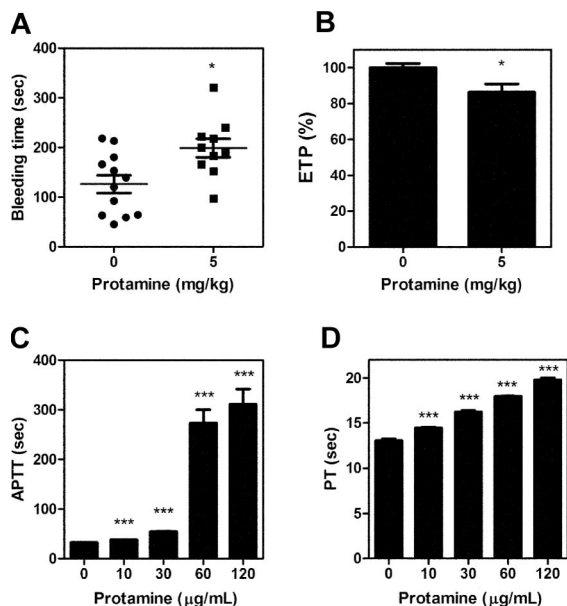 A
400
300
200
100
0
Bleeding time (sec)
*
0 5
Protamine (mg/kg)
B
100
80
60
40
20
0
ETP (%)
*
0 5
Protamine (mg/kg)
C
400
300
200
100
0
APTT (sec)
*** *** *** ***
0 10 30 60 120
Protamine (μg/mL)
D
20
15
10
5
0
PT (sec)
*** *** *** ***
0 10 30 60 120
Protamine (μg/mL)